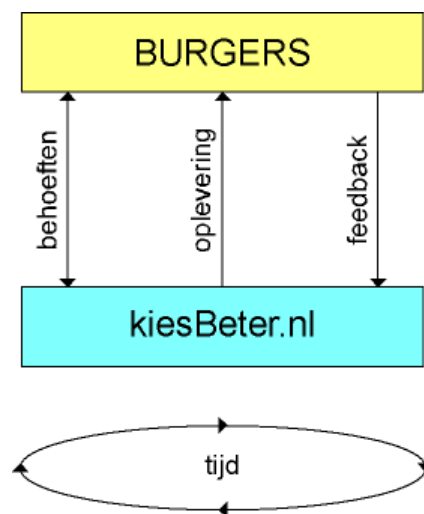 BURGERS
behoeften
oplevering
feedback
kiesBeter.nl
tijd